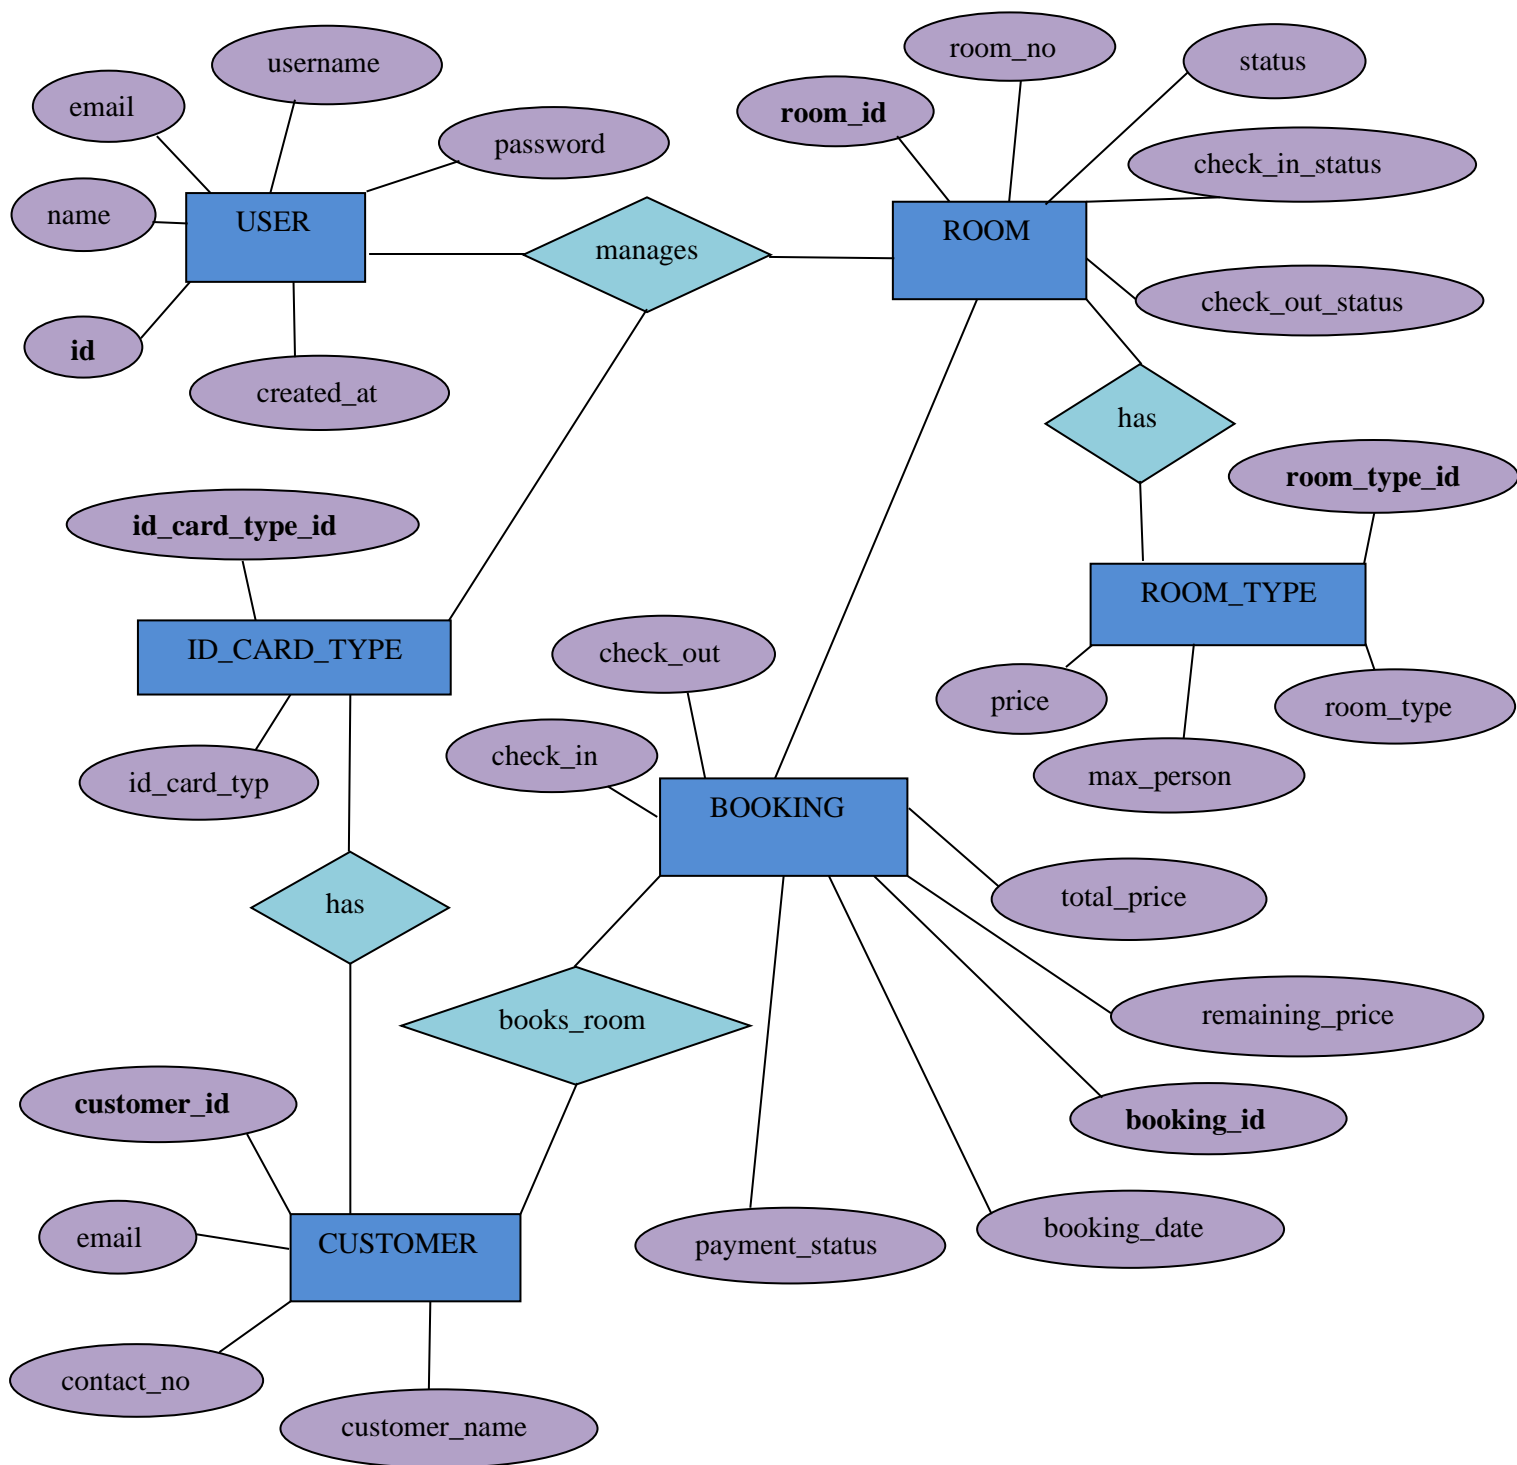 room_no
username
status
email
room_id
password
check_in_status
name
USER
ROOM
manages
check_out_status
id
created_at
has
room_type_id
id_card_type_id
ROOM_TYPE
ID_CARD_TYPE
check_out
price
room_type
check_in
id_card_typ
max_person
BOOKING
has
total_price
books_room
remaining_price
customer_id
booking_id
email
CUSTOMER
payment_status
booking_date
contact_no
customer_name